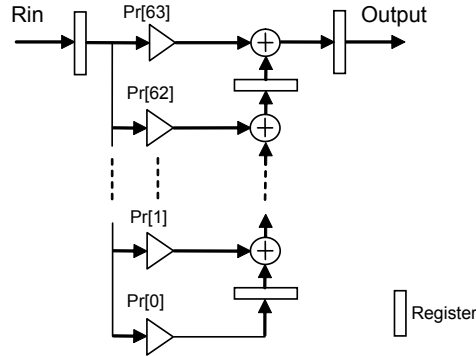 Rin
Pr[63]
Output
Pr[62]
Pr[1]
Pr[0]
Register